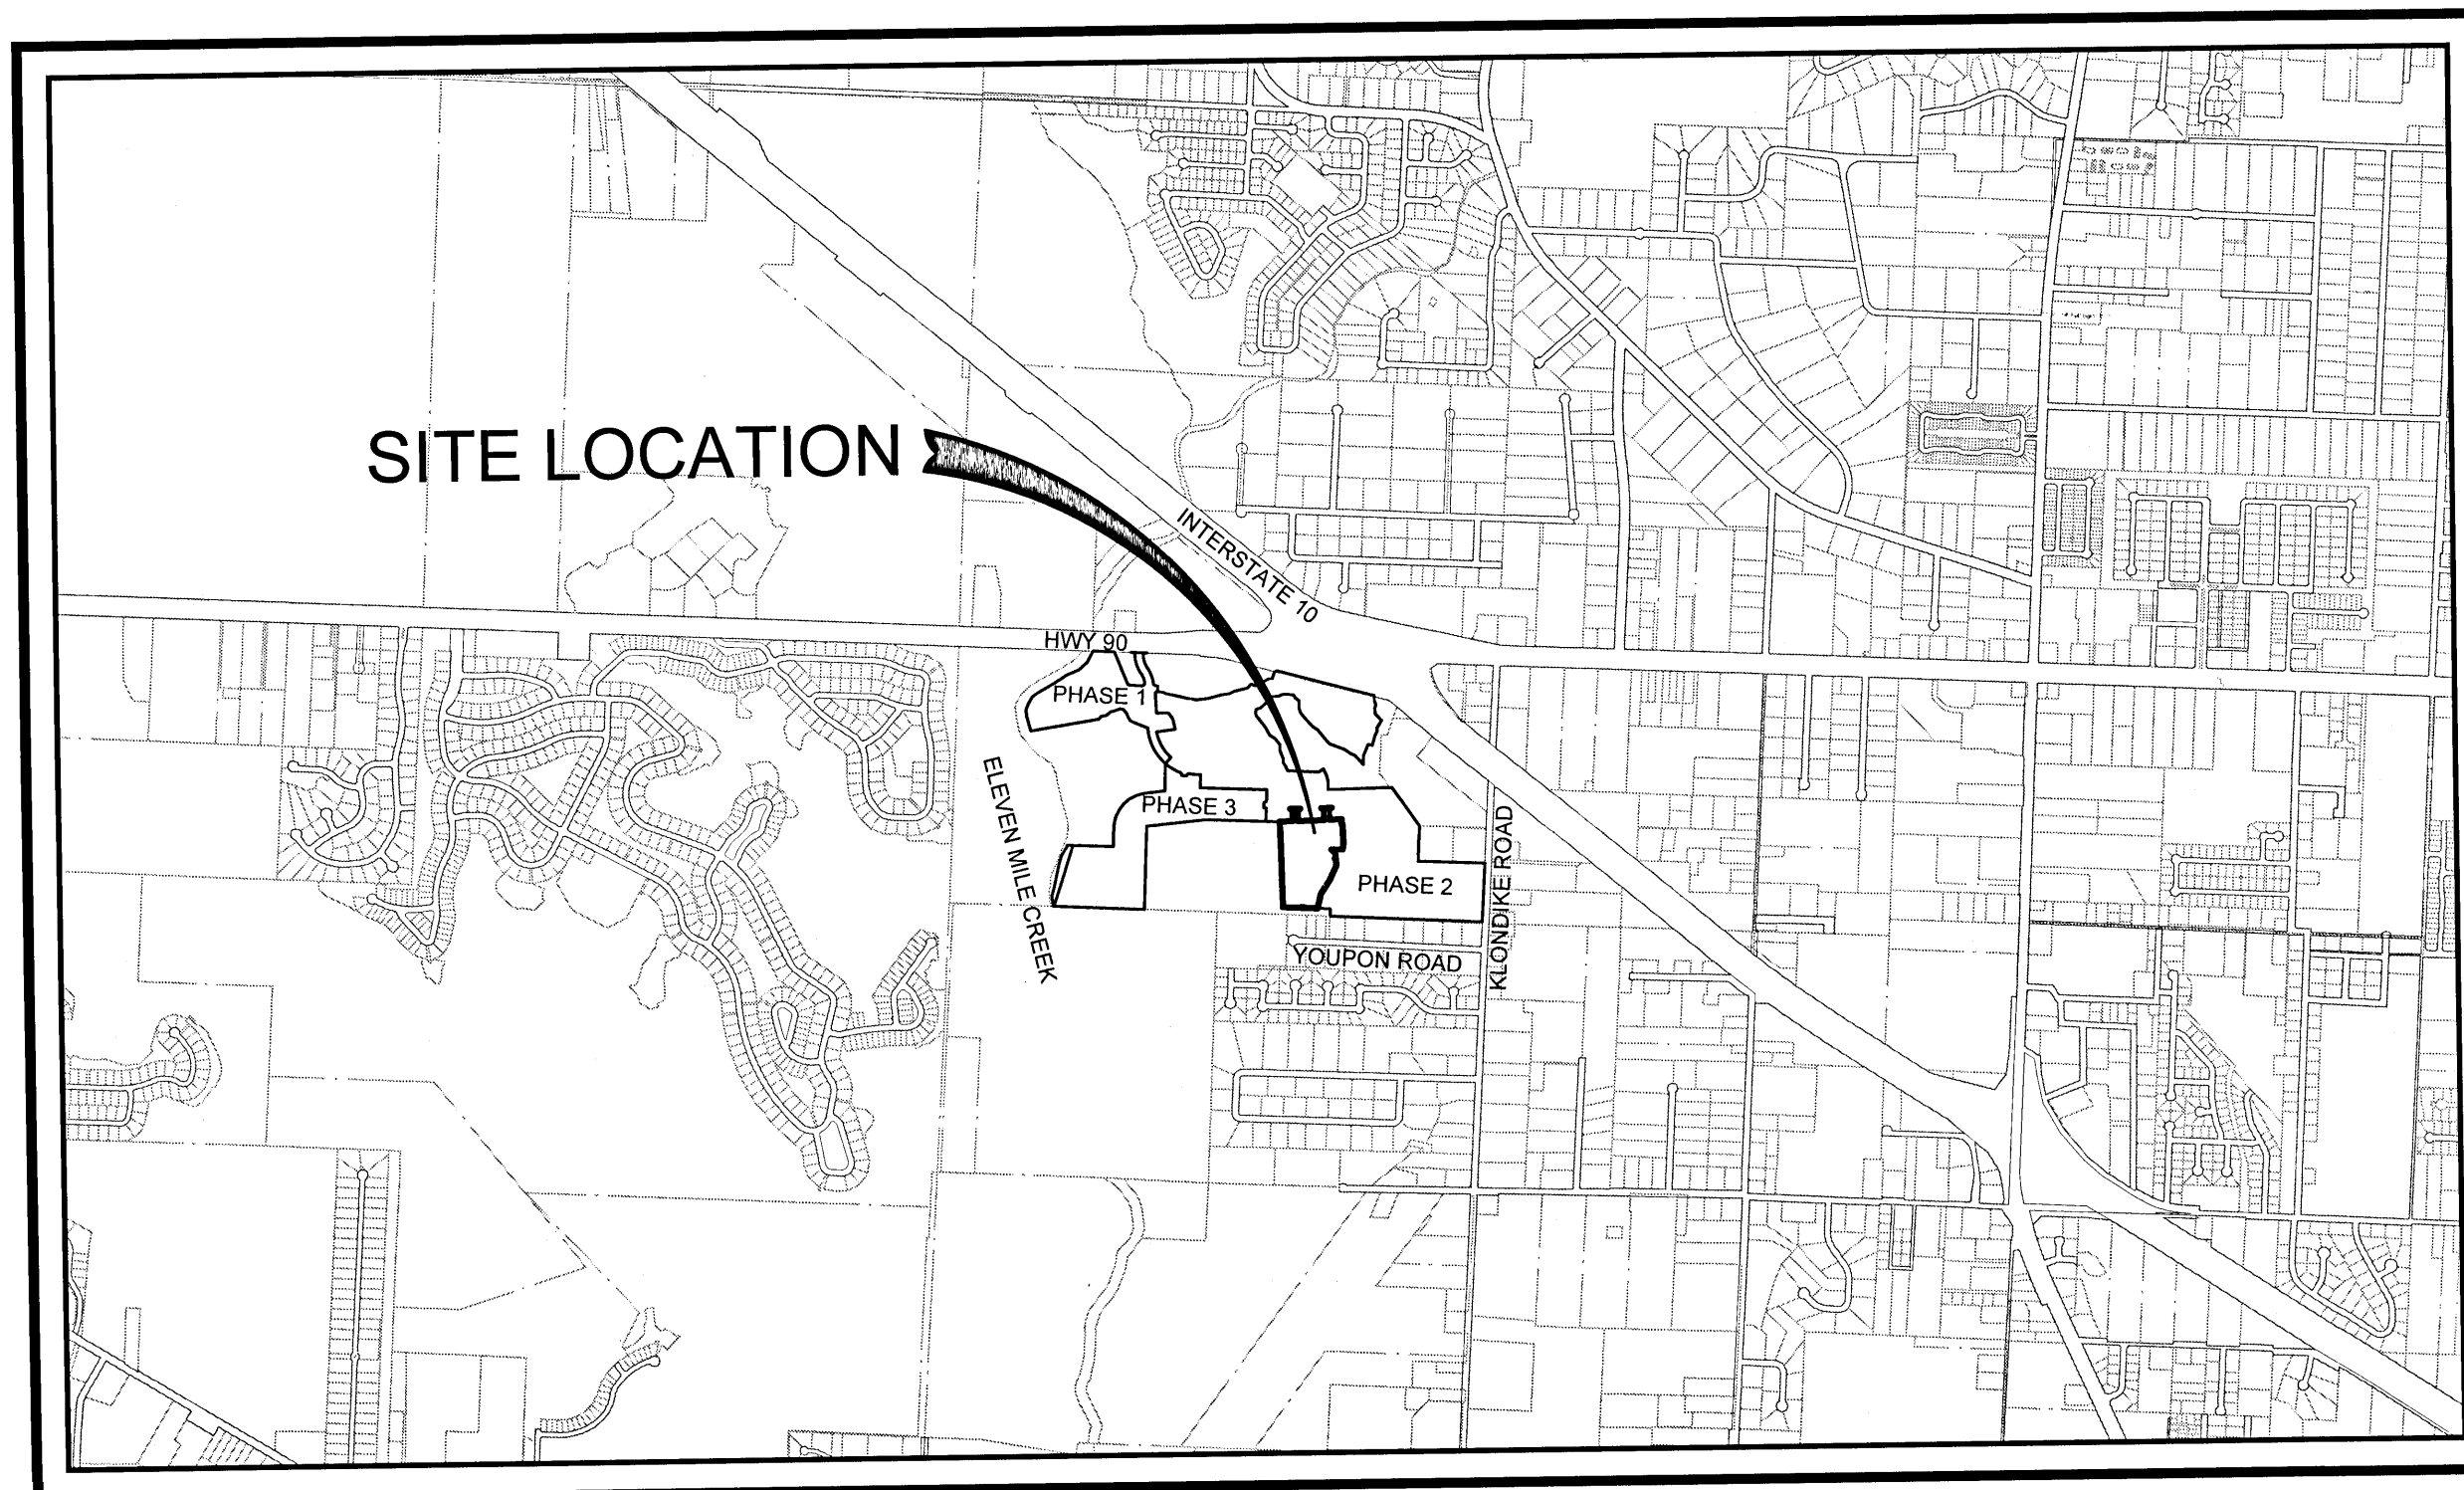 SITE LOCATION
INTERSTATE 10
HWY 90
PHASE 1
PHASE 3
PHASE 2
ELEVEN MILE CREEK
KLONDIKE ROAD
YOUPON ROAD